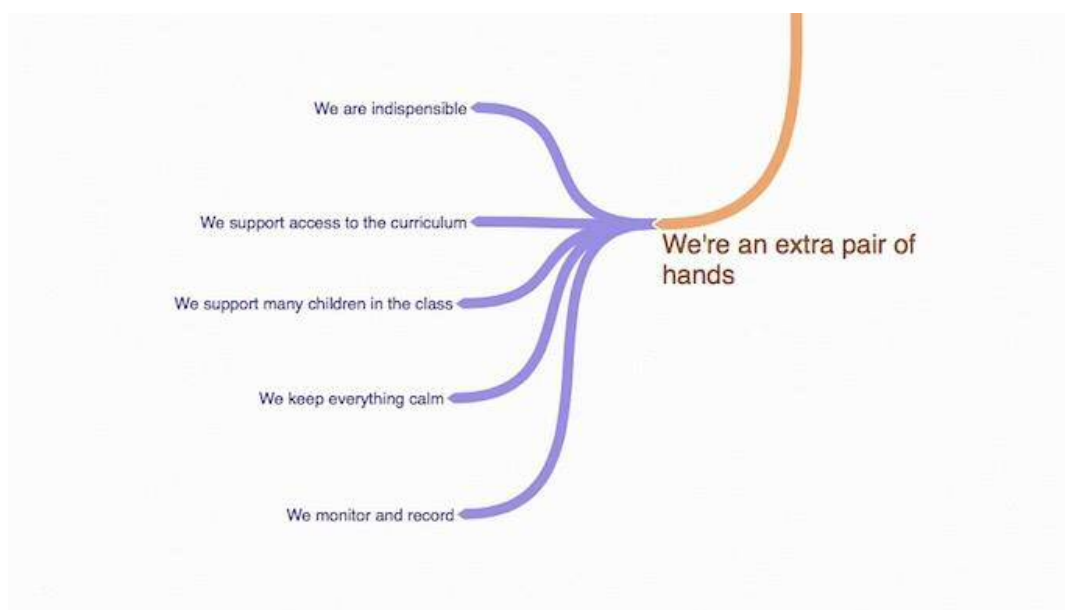 We are indispensible
We support access to the curriculum
We're an extra pair of
hands
We support many children in the class
We keep everything calm
We monitor and record